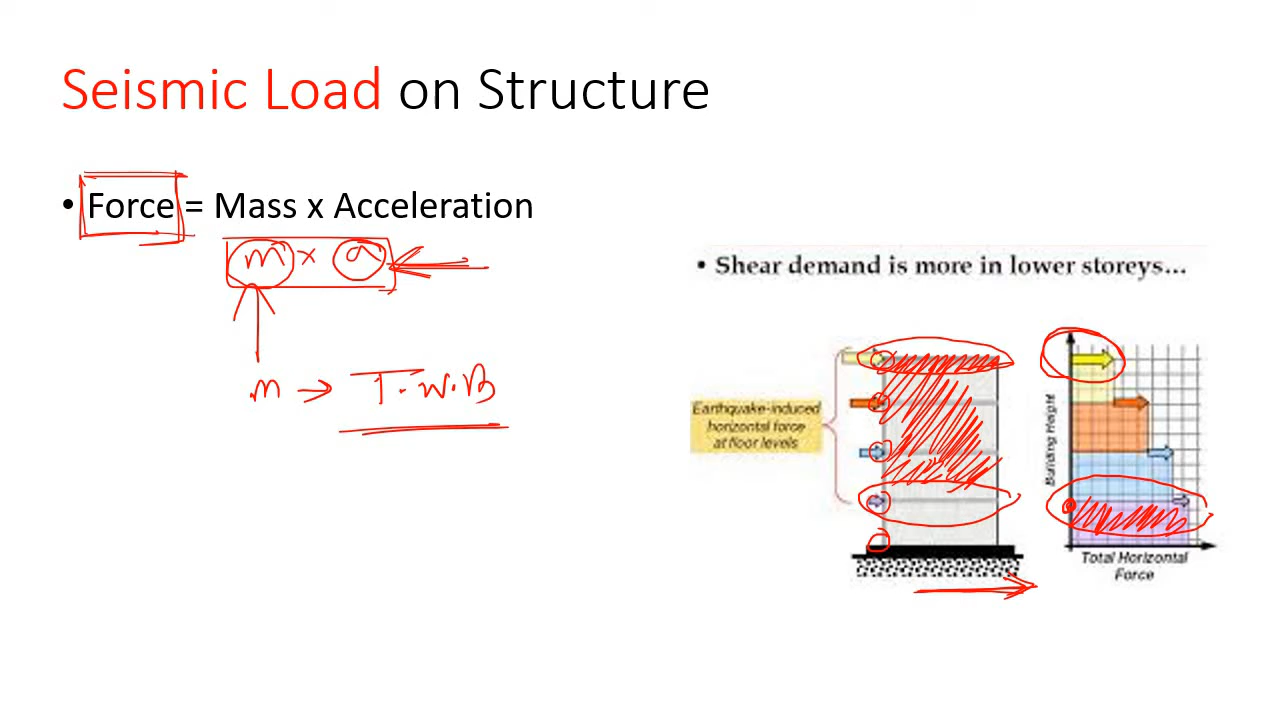 Seismic Load on Structure
• Force = Mass x Acceleration
m x a
m → T.W.B
• Shear demand is more in lower storeys...
Earthquake-induced
horizontal force
at floor levels
Building Height
Total Horizontal
Force